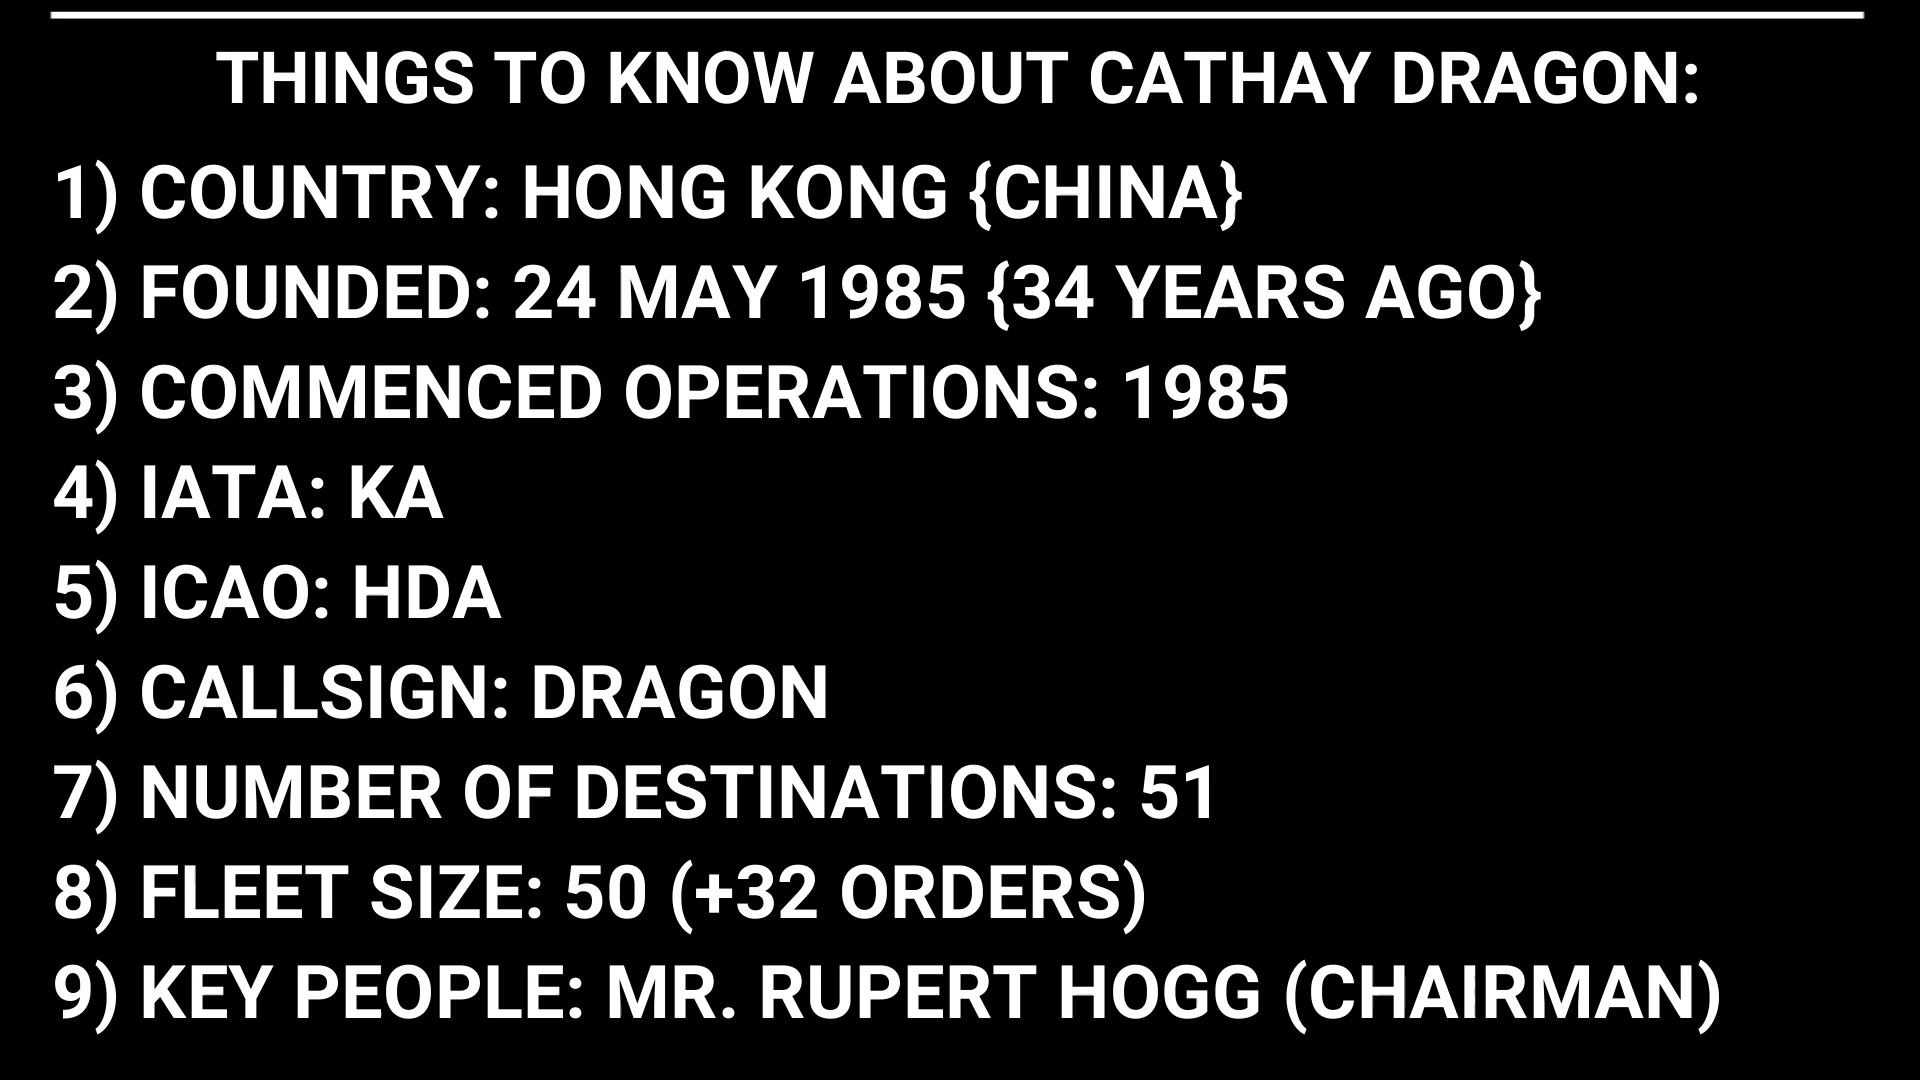 THINGS TO KNOW ABOUT CATHAY DRAGON:
1) COUNTRY: HONG KONG {CHINA}
2) FOUNDED: 24 MAY 1985 {34 YEARS AGO}
3) COMMENCED OPERATIONS: 1985
4) IATA: KA
5) ICAO: HDA
6) CALLSIGN: DRAGON
7) NUMBER OF DESTINATIONS: 51
8) FLEET SIZE: 50 (+32 ORDERS)
9) KEY PEOPLE: MR. RUPERT HOGG (CHAIRMAN)